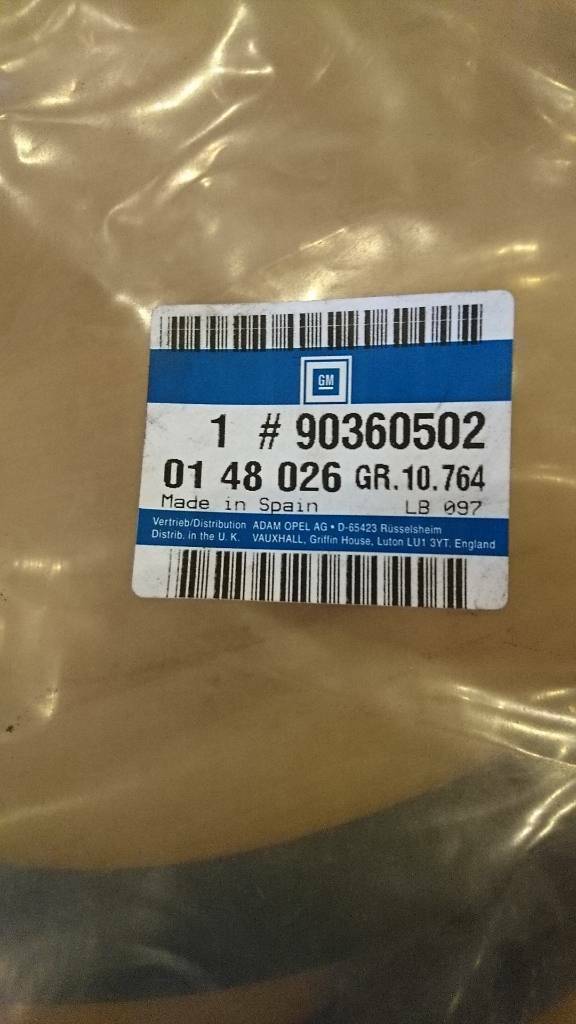 GM
1 # 90360502
01 48 026 GR.10.764
Made in Spain LB 097
Vertrieb/Distribution ADAM OPEL AG • D-65423 Rüsselsheim
Distrib. in the U. K. VAUXHALL, Griffin House, Luton LU1 3YT. England